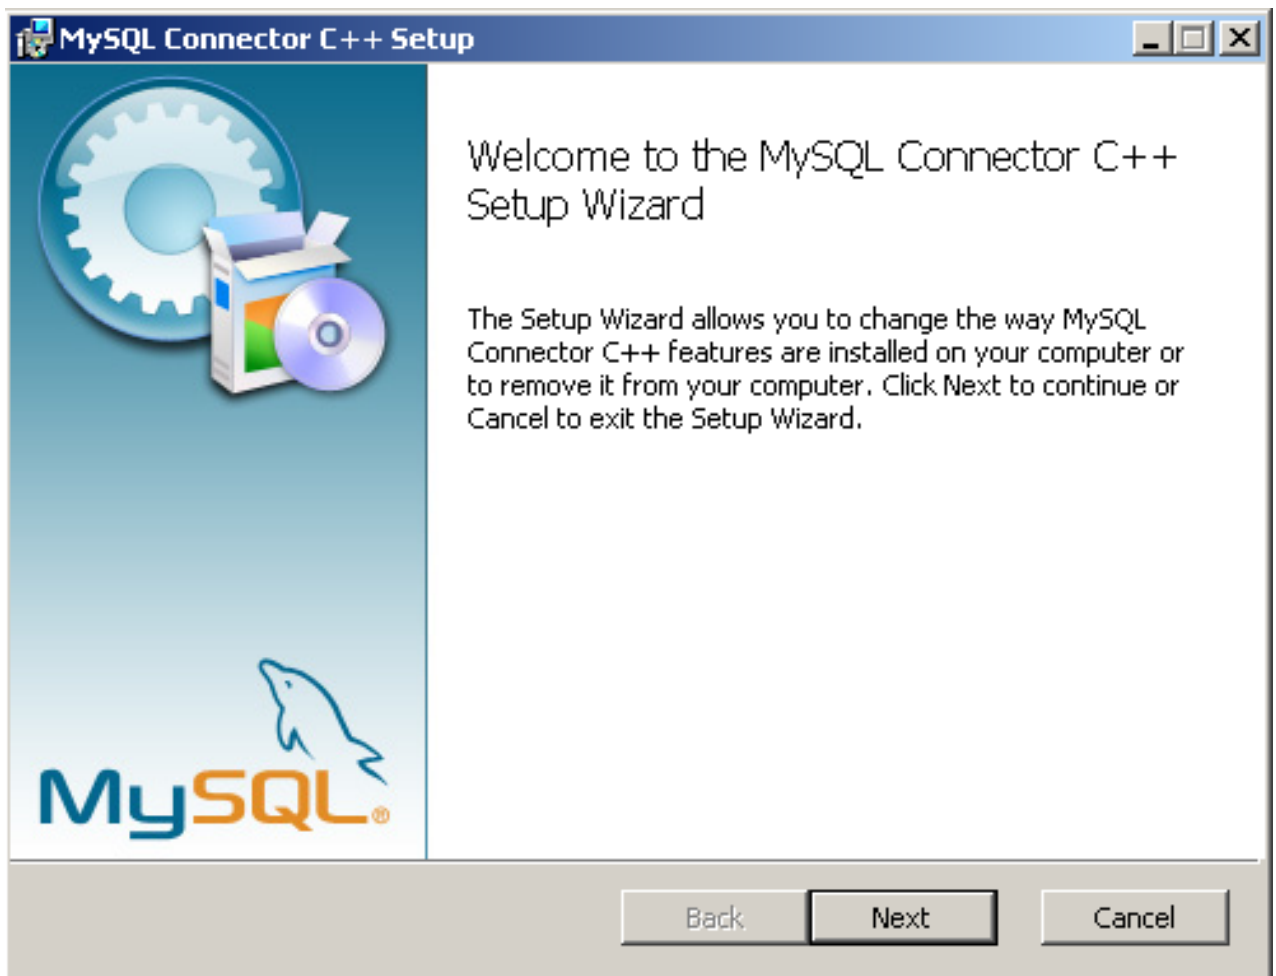 MySQL Connector C++ Setup
Welcome to the MySQL Connector C++
Setup Wizard
The Setup Wizard allows you to change the way MySQL
Connector C++ features are installed on your computer or
to remove it from your computer. Click Next to continue or
Cancel to exit the Setup Wizard.
MySQL®
Back
Next
Cancel